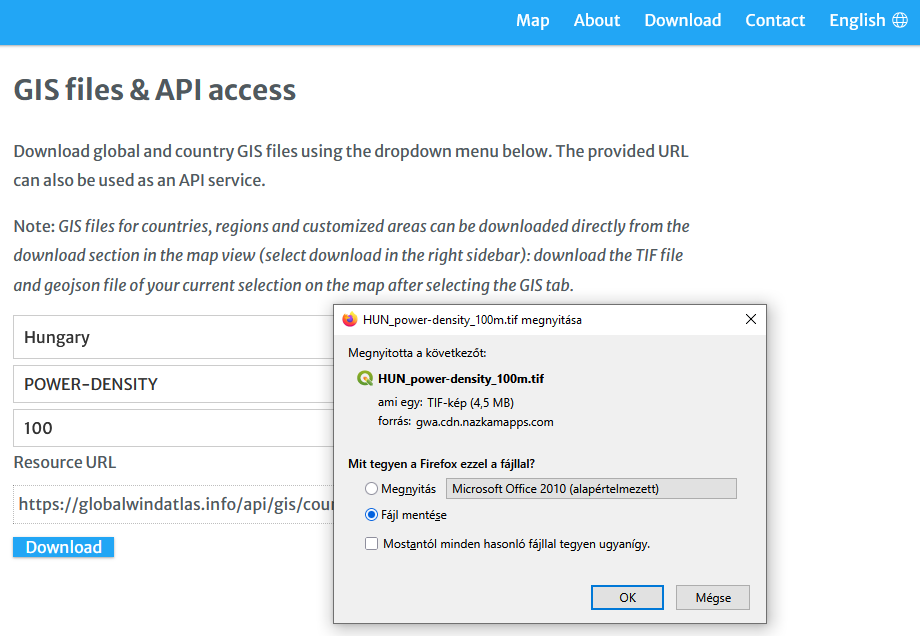 Map About Download Contact English
GIS files & API access
Download global and country GIS files using the dropdown menu below. The provided URL
can also be used as an API service.
Note: GIS files for countries, regions and customized areas can be downloaded directly from the
download section in the map view (select download in the right sidebar): download the TIF file
and geojson file of your current selection on the map after selecting the GIS tab.
Hungary
POWER-DENSITY
100
Resource URL
https://globalwindatlas.info/api/gis/cour
Download
HUN_power-density_100m.tif megnyitása
Megnyitotta a következőt:
HUN_power-density_100m.tif
ami egy: TIF-kép (4,5 MB)
forrás: gwa.cdn.nazkamapps.com
Mit tegyen a Firefox ezzel a fájllal?
Megnyitás Microsoft Office 2010 (alapértelmezett)
Fájl mentése
Mostantól minden hasonló fájllal tegyen ugyanígy.
OK Mégse